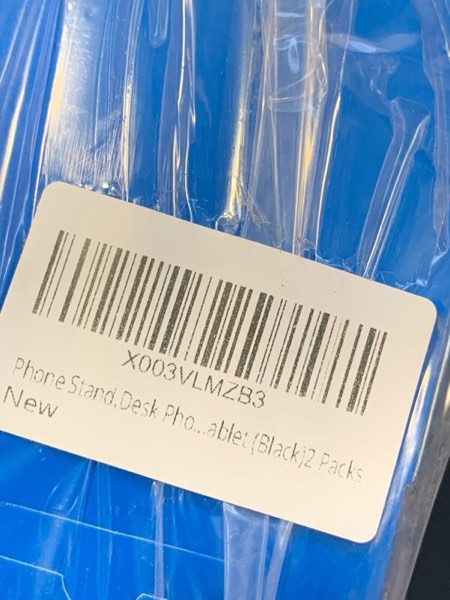 X003VLMZB3
Phone Stand,Desk Pho...ablet(Black)2 Packs
New